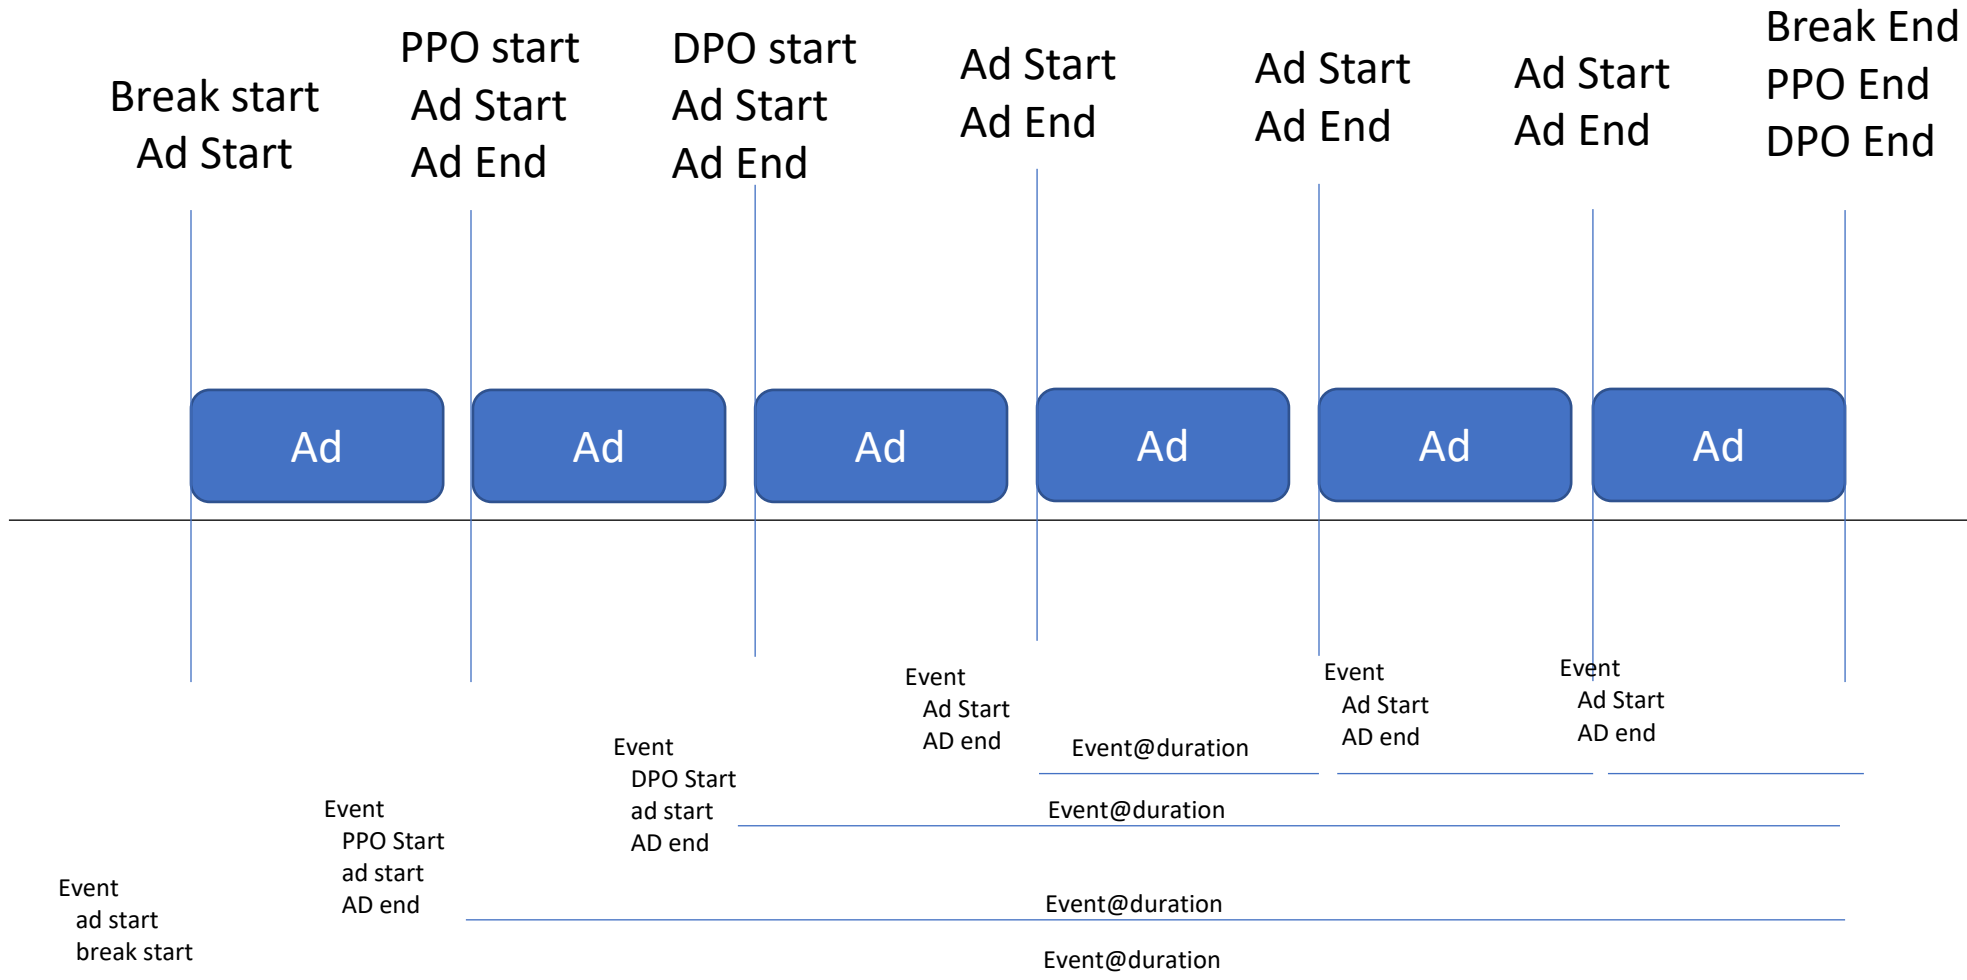 Break start
Ad Start
PPO start
Ad Start
Ad End
DPO start
Ad Start
Ad End
Ad Start
Ad End
Ad Start
Ad End
Ad Start
Ad End
Break End
PPO End
DPO End
Ad
Ad
Ad
Ad
Ad
Ad
Event
ad start
break start
Event
PPO Start
ad start
AD end
Event
DPO Start
ad start
AD end
Event
Ad Start
AD end
Event
Ad Start
AD end
Event
Ad Start
AD end
Event@duration
Event@duration
Event@duration
Event@duration